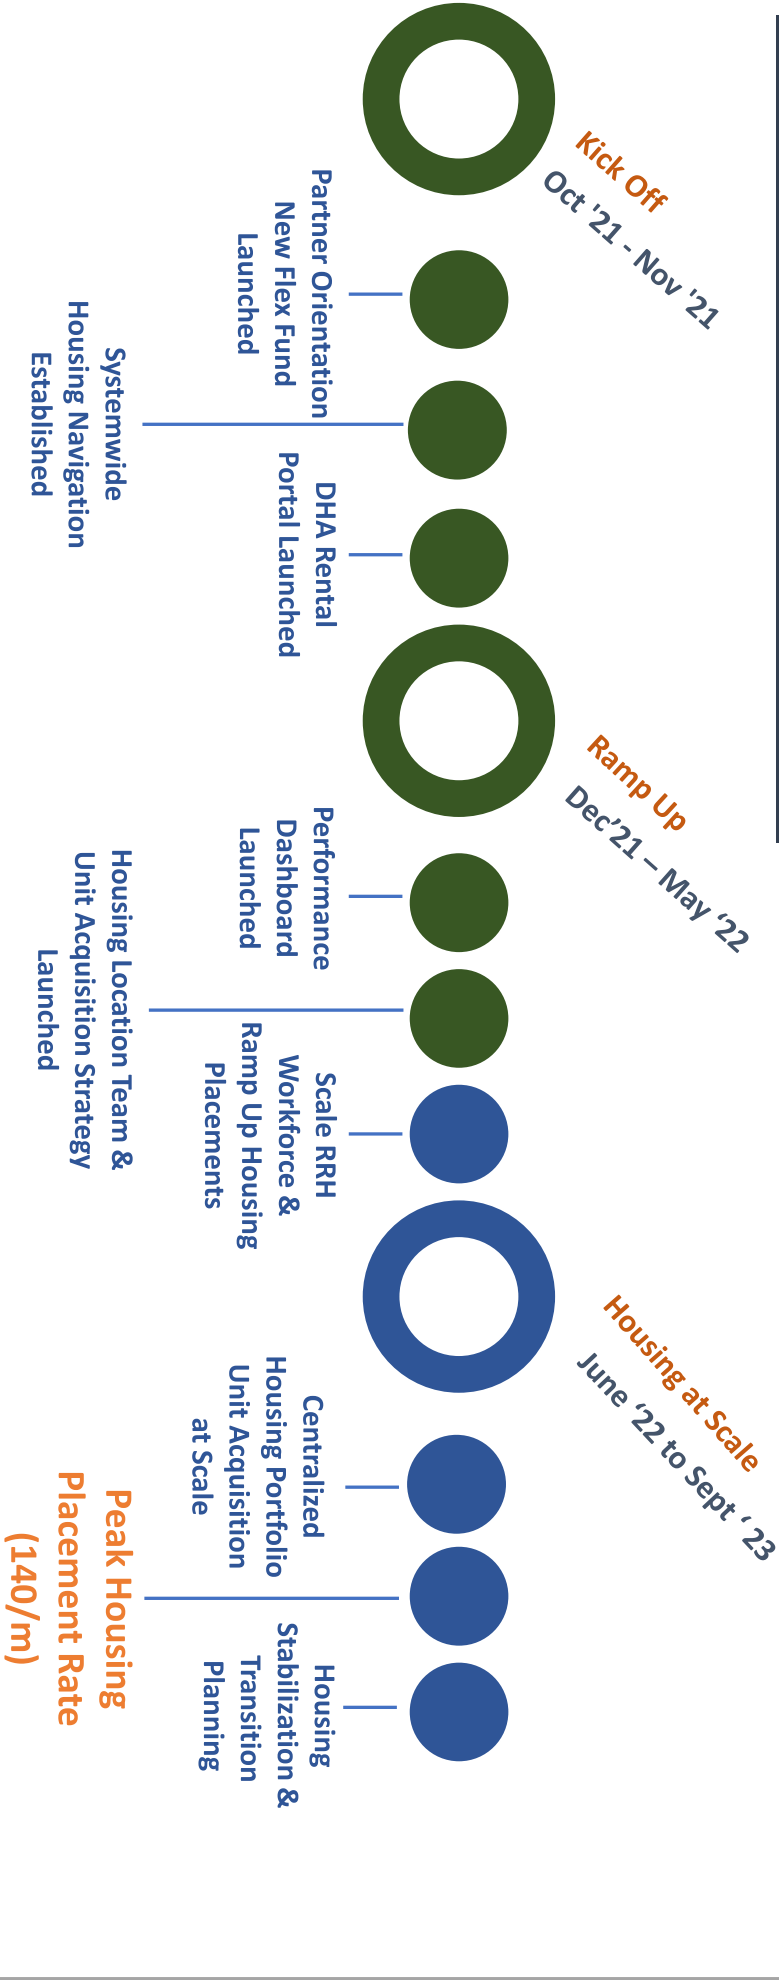 Kick Off
Oct '21 - Nov '21
Partner Orientation
New Flex Fund
Launched
Systemwide
Housing Navigation
Established
DHA Rental
Portal Launched
Ramp Up
Dec’21 – May ‘22
Performance
Dashboard
Launched
Housing Location Team &
Unit Acquisition Strategy
Launched
Scale RRH
Workforce &
Ramp Up Housing
Placements
Housing at Scale
June ‘22 to Sept ‘ 23
Centralized
Housing Portfolio
Unit Acquisition
at Scale
Peak Housing
Placement Rate
(140/m)
Housing
Stabilization &
Transition
Planning